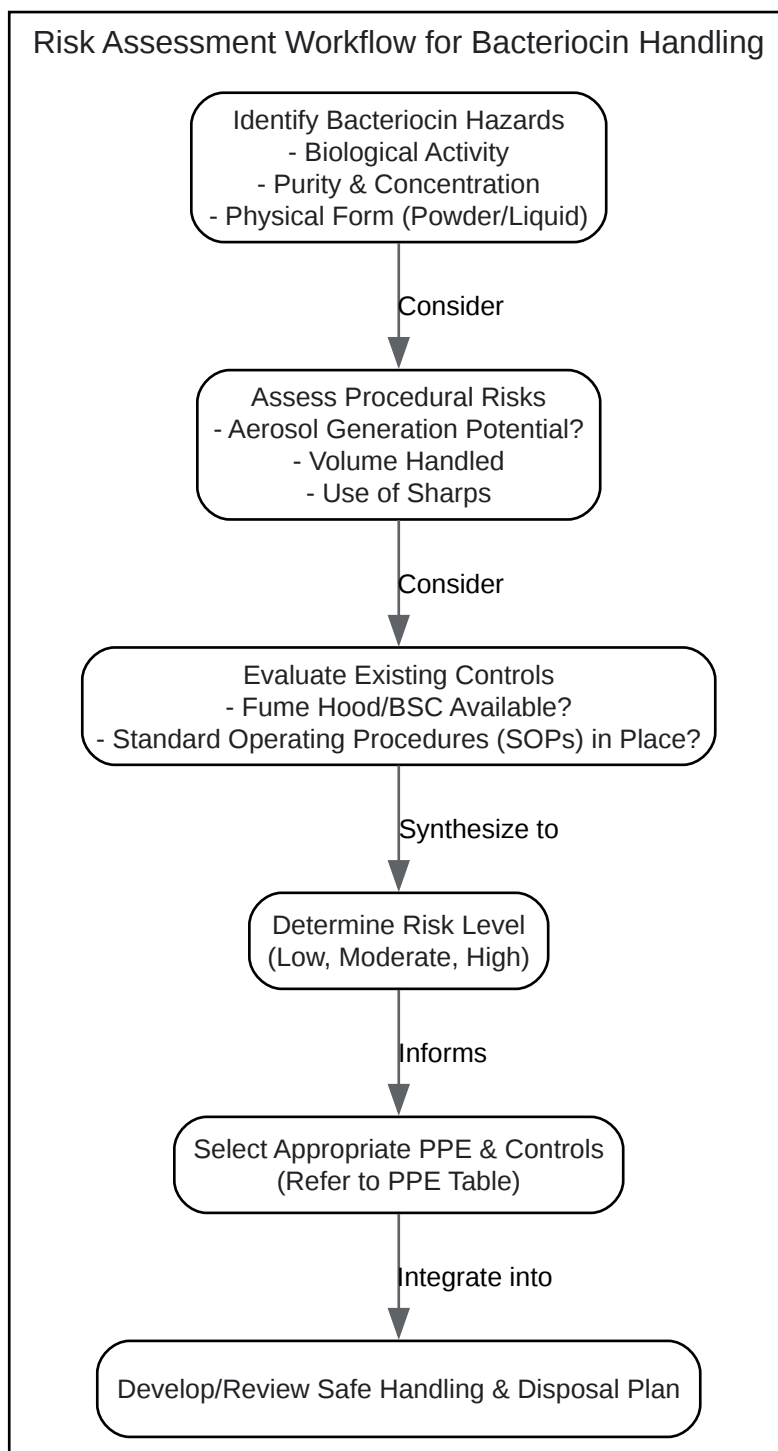 Risk Assessment Workflow for Bacteriocin Handling
Identify Bacteriocin Hazards
- Biological Activity
- Purity & Concentration
- Physical Form (Powder/Liquid)
Consider
Assess Procedural Risks
- Aerosol Generation Potential?
- Volume Handled
- Use of Sharps
Consider
Evaluate Existing Controls
- Fume Hood/BSC Available?
- Standard Operating Procedures (SOPs) in Place?
Synthesize to
Determine Risk Level
(Low, Moderate, High)
Informs
Select Appropriate PPE & Controls
(Refer to PPE Table)
Integrate into
Develop/Review Safe Handling & Disposal Plan